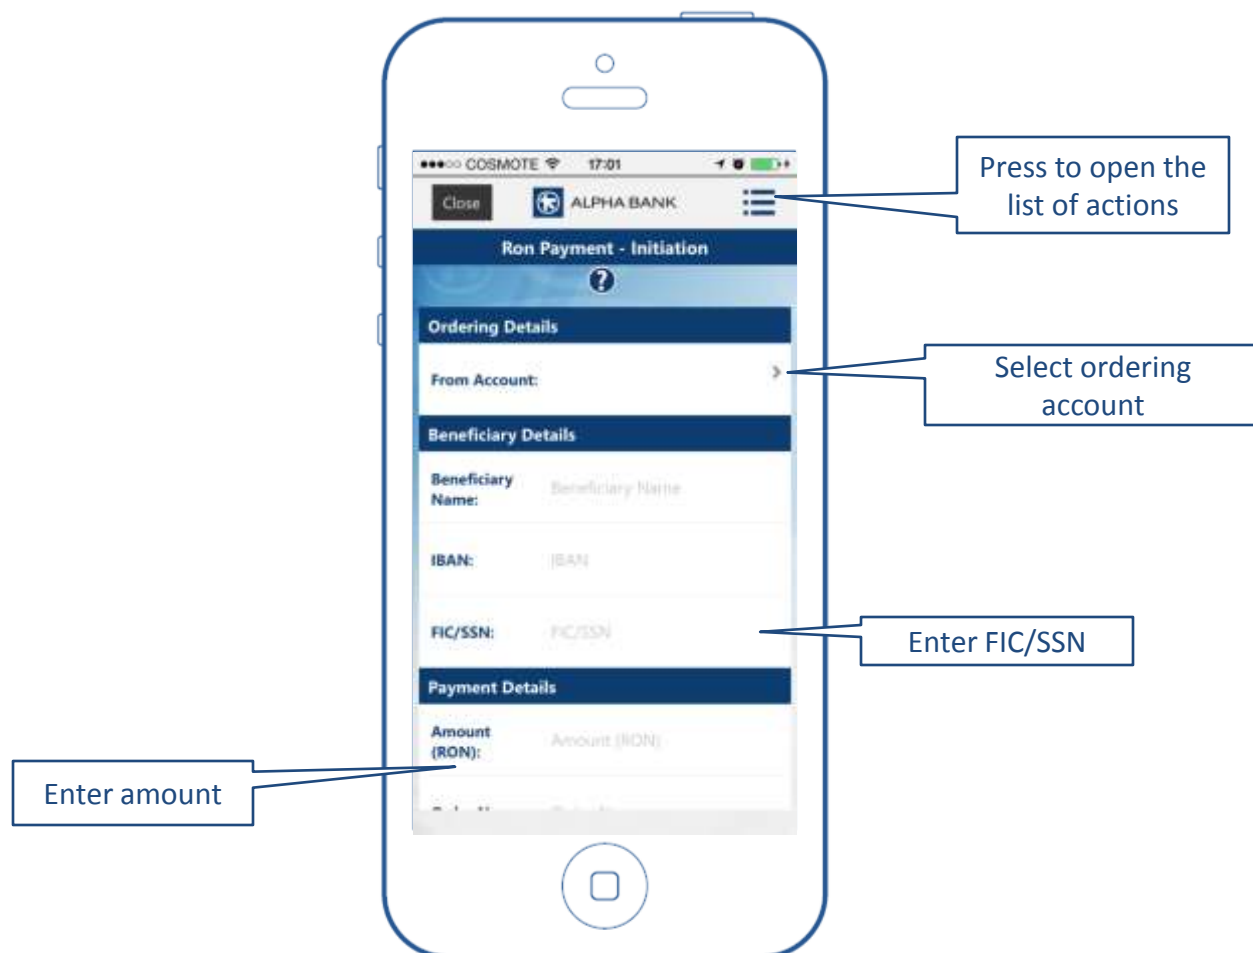 COSMOTE 17:01
Close ALPHA BANK
Press to open the
list of actions
Ron Payment - Initiation
?
Ordering Details
From Account:
Select ordering
account
Beneficiary Details
Beneficiary
Name:
Beneficiary Name
IBAN: IBAN
FIC/SSN: FIC/SSN
Enter FIC/SSN
Payment Details
Amount
(RON):
Amount (RON)
Enter amount